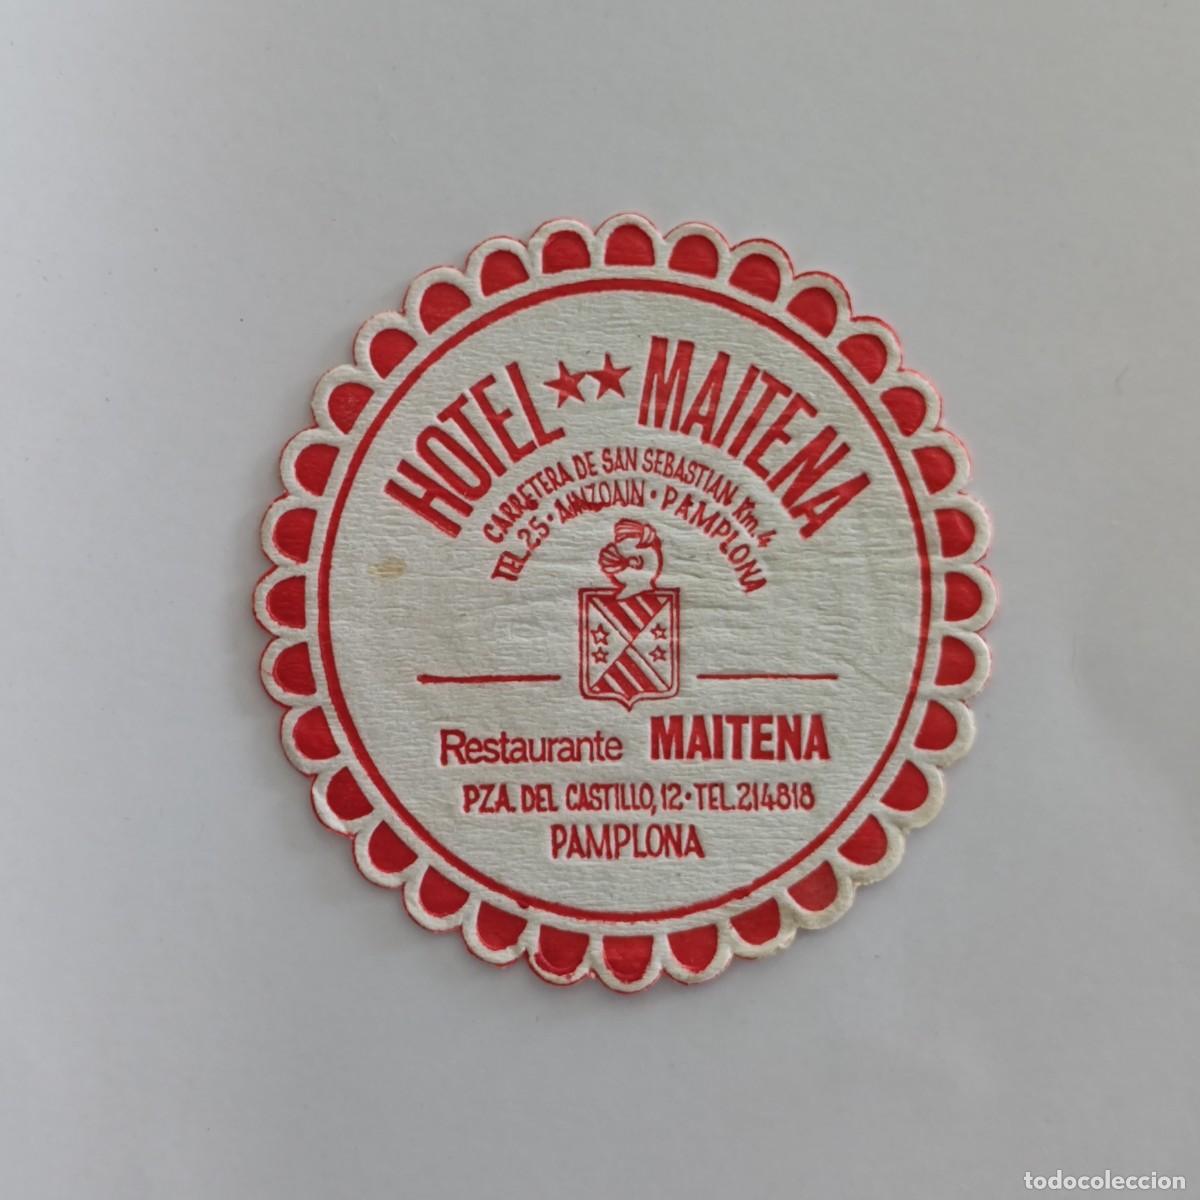 HOTEL ★★ MAITENA
CARRETERA DE SAN SEBASTIAN Km. 4
TEL. 25 · AINZOAIN · PAMPLONA
Restaurante MAITENA
PZA. DEL CASTILLO, 12 · TEL. 214818
PAMPLONA
todocoleccion